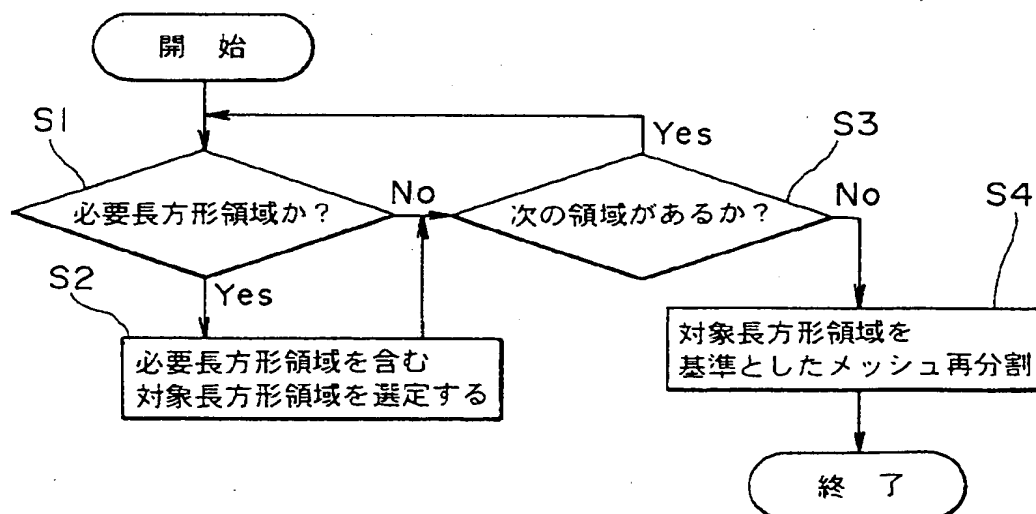 開 始
S1
必要長方形領域か?
No
Yes
S2
必要長方形領域を含む
対象長方形領域を選定する
Yes
S3
次の領域があるか?
No
S4
対象長方形領域を
基準としたメッシュ再分割
終 了